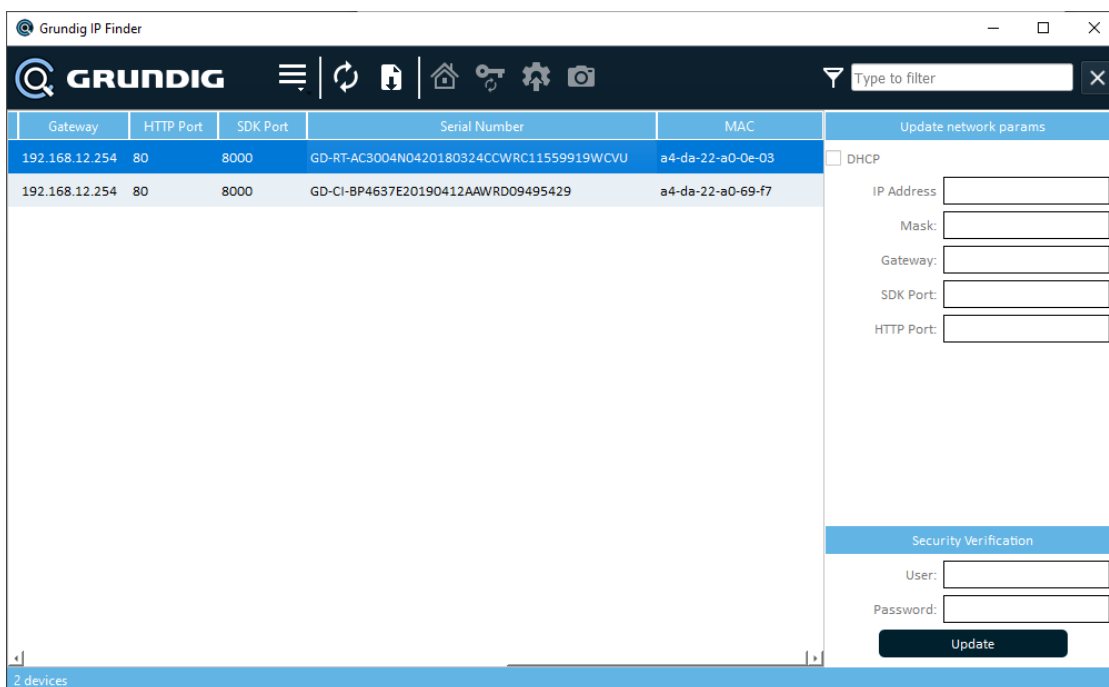 Grundig IP Finder
GRUNDIG
Type to filter
Gateway HTTP Port SDK Port Serial Number MAC
192.168.12.254 80 8000 GD-RT-AC3004N0420180324CCWRC11559919WCVU a4-da-22-a0-0e-03
192.168.12.254 80 8000 GD-CI-BP4637E20190412AAWRD09495429 a4-da-22-a0-69-f7
Update network params
DHCP
IP Address
Mask:
Gateway:
SDK Port:
HTTP Port:
Security Verification
User:
Password:
Update
2 devices